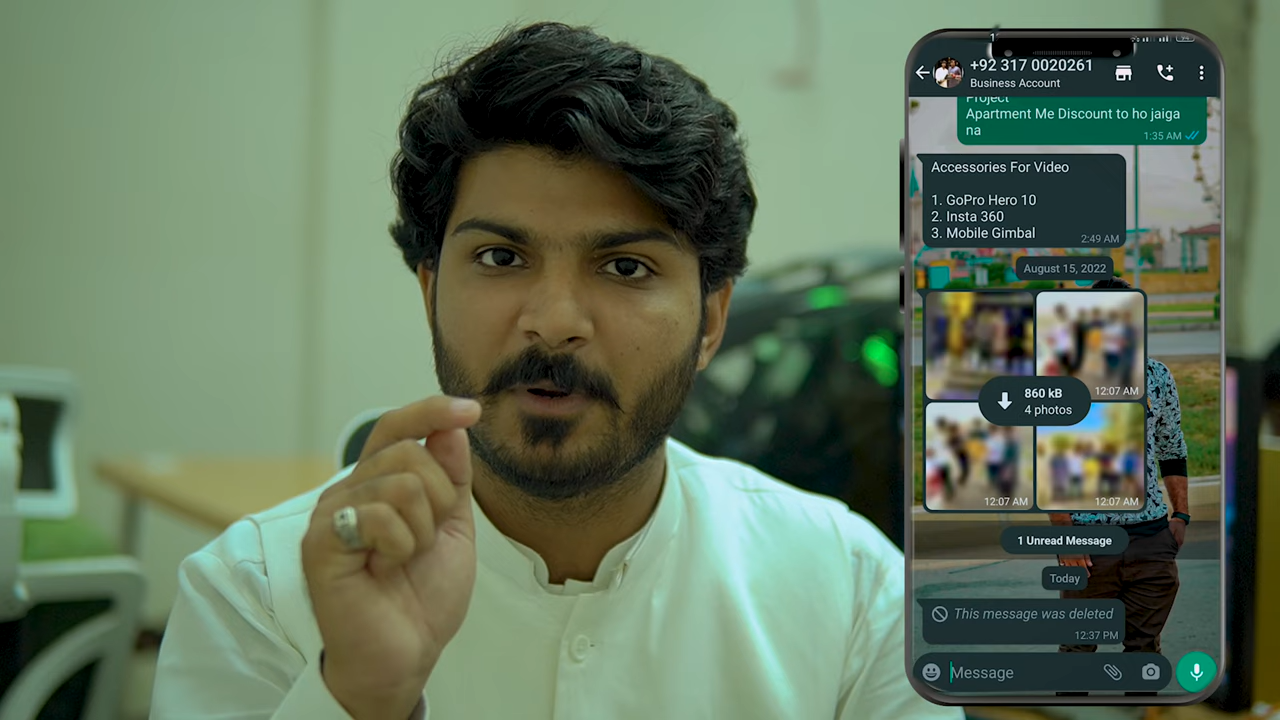 1
+92 317 0020261
Business Account
Project
Apartment Me Discount to ho jaiga
na
1:35 AM
Accessories For Video
1. GoPro Hero 10
2. Insta 360
3. Mobile Gimbal
2:49 AM
August 15, 2022
12:07 AM
860 kB
4 photos
12:07 AM
12:07 AM
1 Unread Message
Today
This message was deleted
12:37 PM
Message